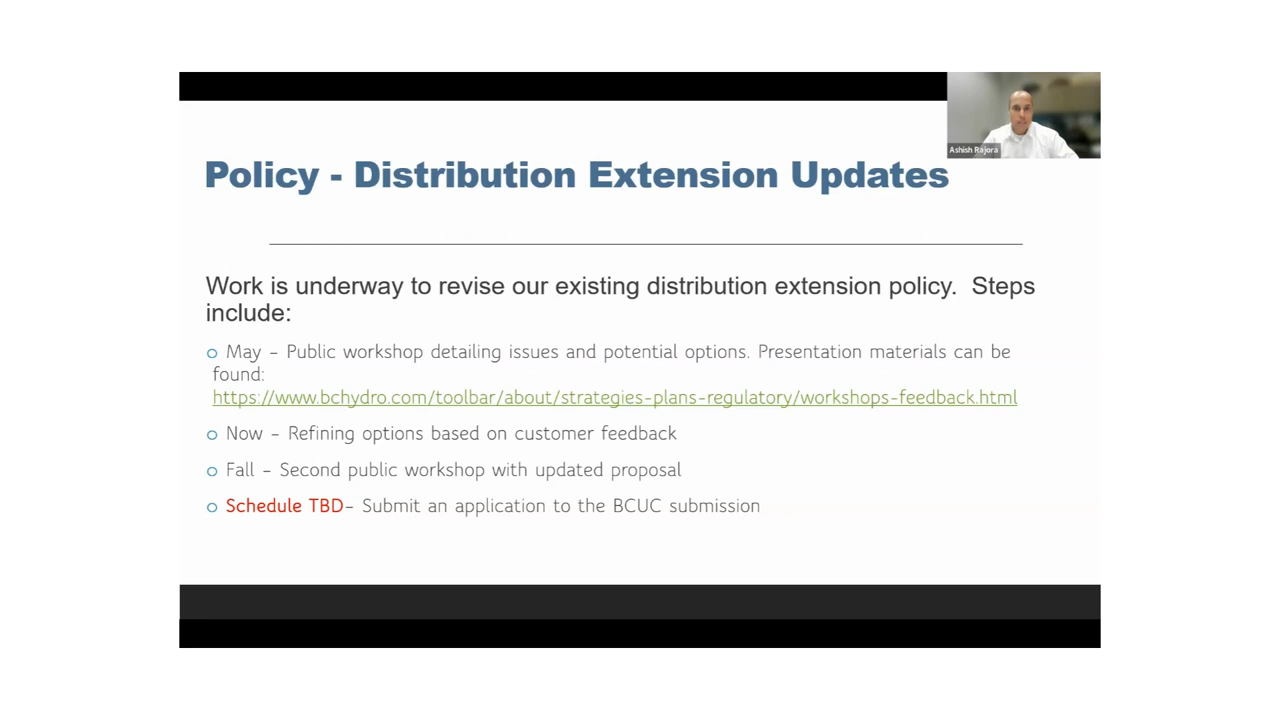 Ashish Rajora
Policy - Distribution Extension Updates
Work is underway to revise our existing distribution extension policy.  Steps
include:
o May – Public workshop detailing issues and potential options. Presentation materials can be
found:
https://www.bchydro.com/toolbar/about/strategies-plans-regulatory/workshops-feedback.html
o Now – Refining options based on customer feedback
o Fall – Second public workshop with updated proposal
o Schedule TBD– Submit an application to the BCUC submission